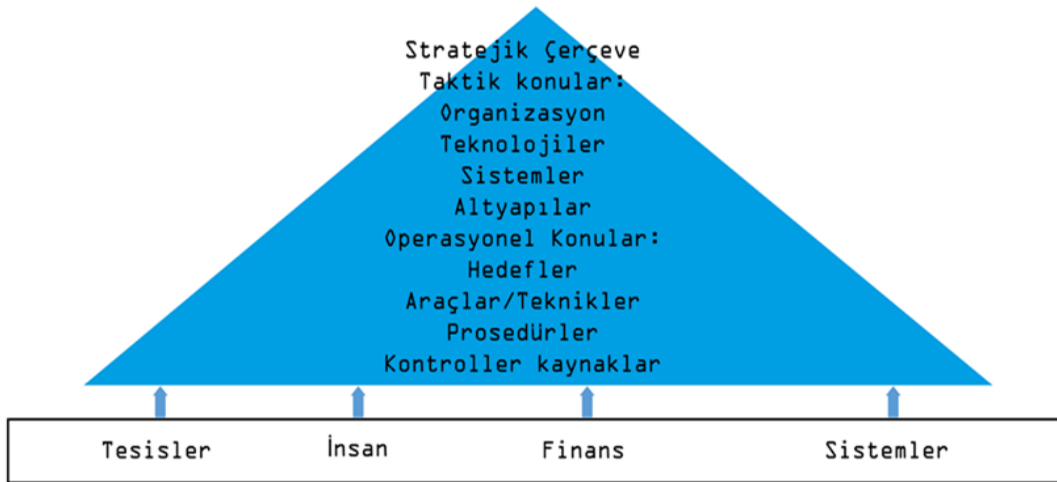 Stratejik Çerçeve
Taktik konular:
Organizasyon
Teknolojiler
Sistemler
Altyapılar
Operasyonel Konular:
Hedefler
Araçlar/Teknikler
Prosedürler
Kontroller kaynaklar
Tesisler İnsan Finans Sistemler